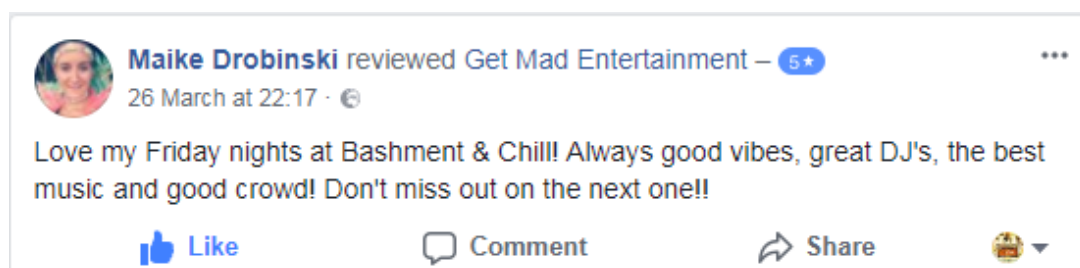 Maike Drobinski reviewed Get Mad Entertainment – 5★
26 March at 22:17 ·
Love my Friday nights at Bashment & Chill! Always good vibes, great DJ's, the best
music and good crowd! Don't miss out on the next one!!
Like Comment Share